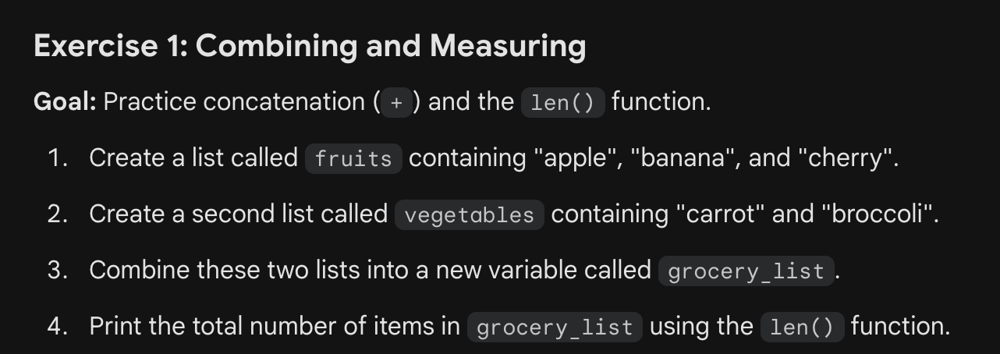 Exercise 1: Combining and Measuring
Goal: Practice concatenation (+) and the len() function.
1. Create a list called fruits containing "apple", "banana", and "cherry".
2. Create a second list called vegetables containing "carrot" and "broccoli".
3. Combine these two lists into a new variable called grocery_list.
4. Print the total number of items in grocery_list using the len() function.